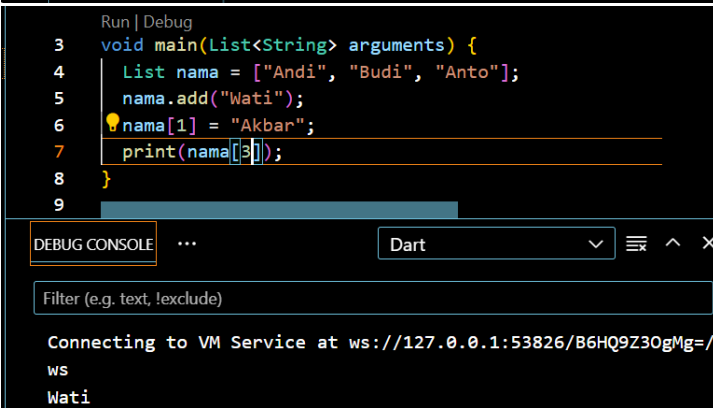 Run | Debug
3 void main(List<String> arguments) {
4 List nama = ["Andi", "Budi", "Anto"];
5 nama.add("Wati");
6 nama[1] = "Akbar";
7 print(nama[3]);
8 }
9
DEBUG CONSOLE ··· Dart
Filter (e.g. text, !exclude)
Connecting to VM Service at ws://127.0.0.1:53826/B6HQ9Z3OgMg=/
ws
Wati